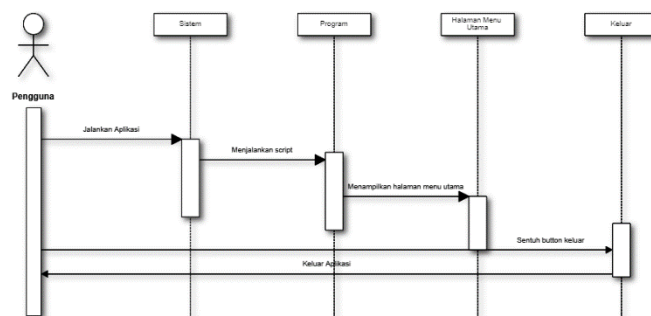 Sistem
Program
Halaman Menu
Utama
Keluar
Pengguna
Jalankan Aplikasi
Menjalankan script
Menampilkan halaman menu utama
Sentuh button keluar
Keluar Aplikasi